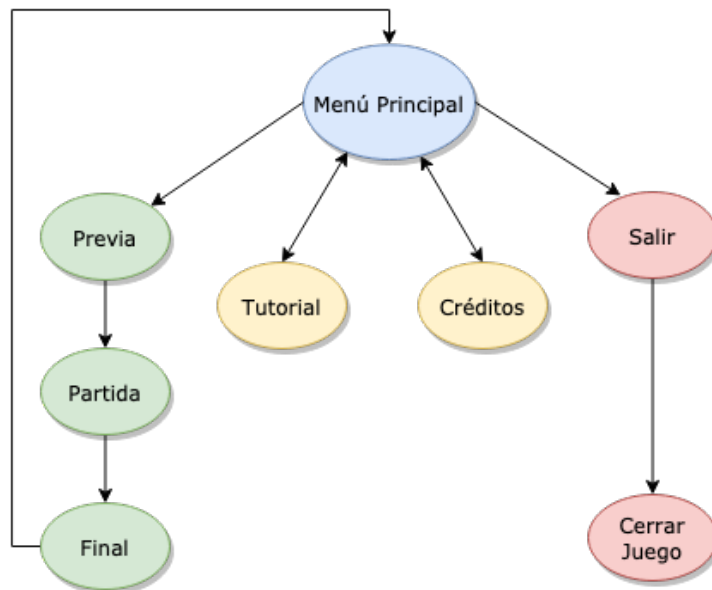 Menú Principal
Previa
Salir
Tutorial
Créditos
Partida
Final
Cerrar
Juego